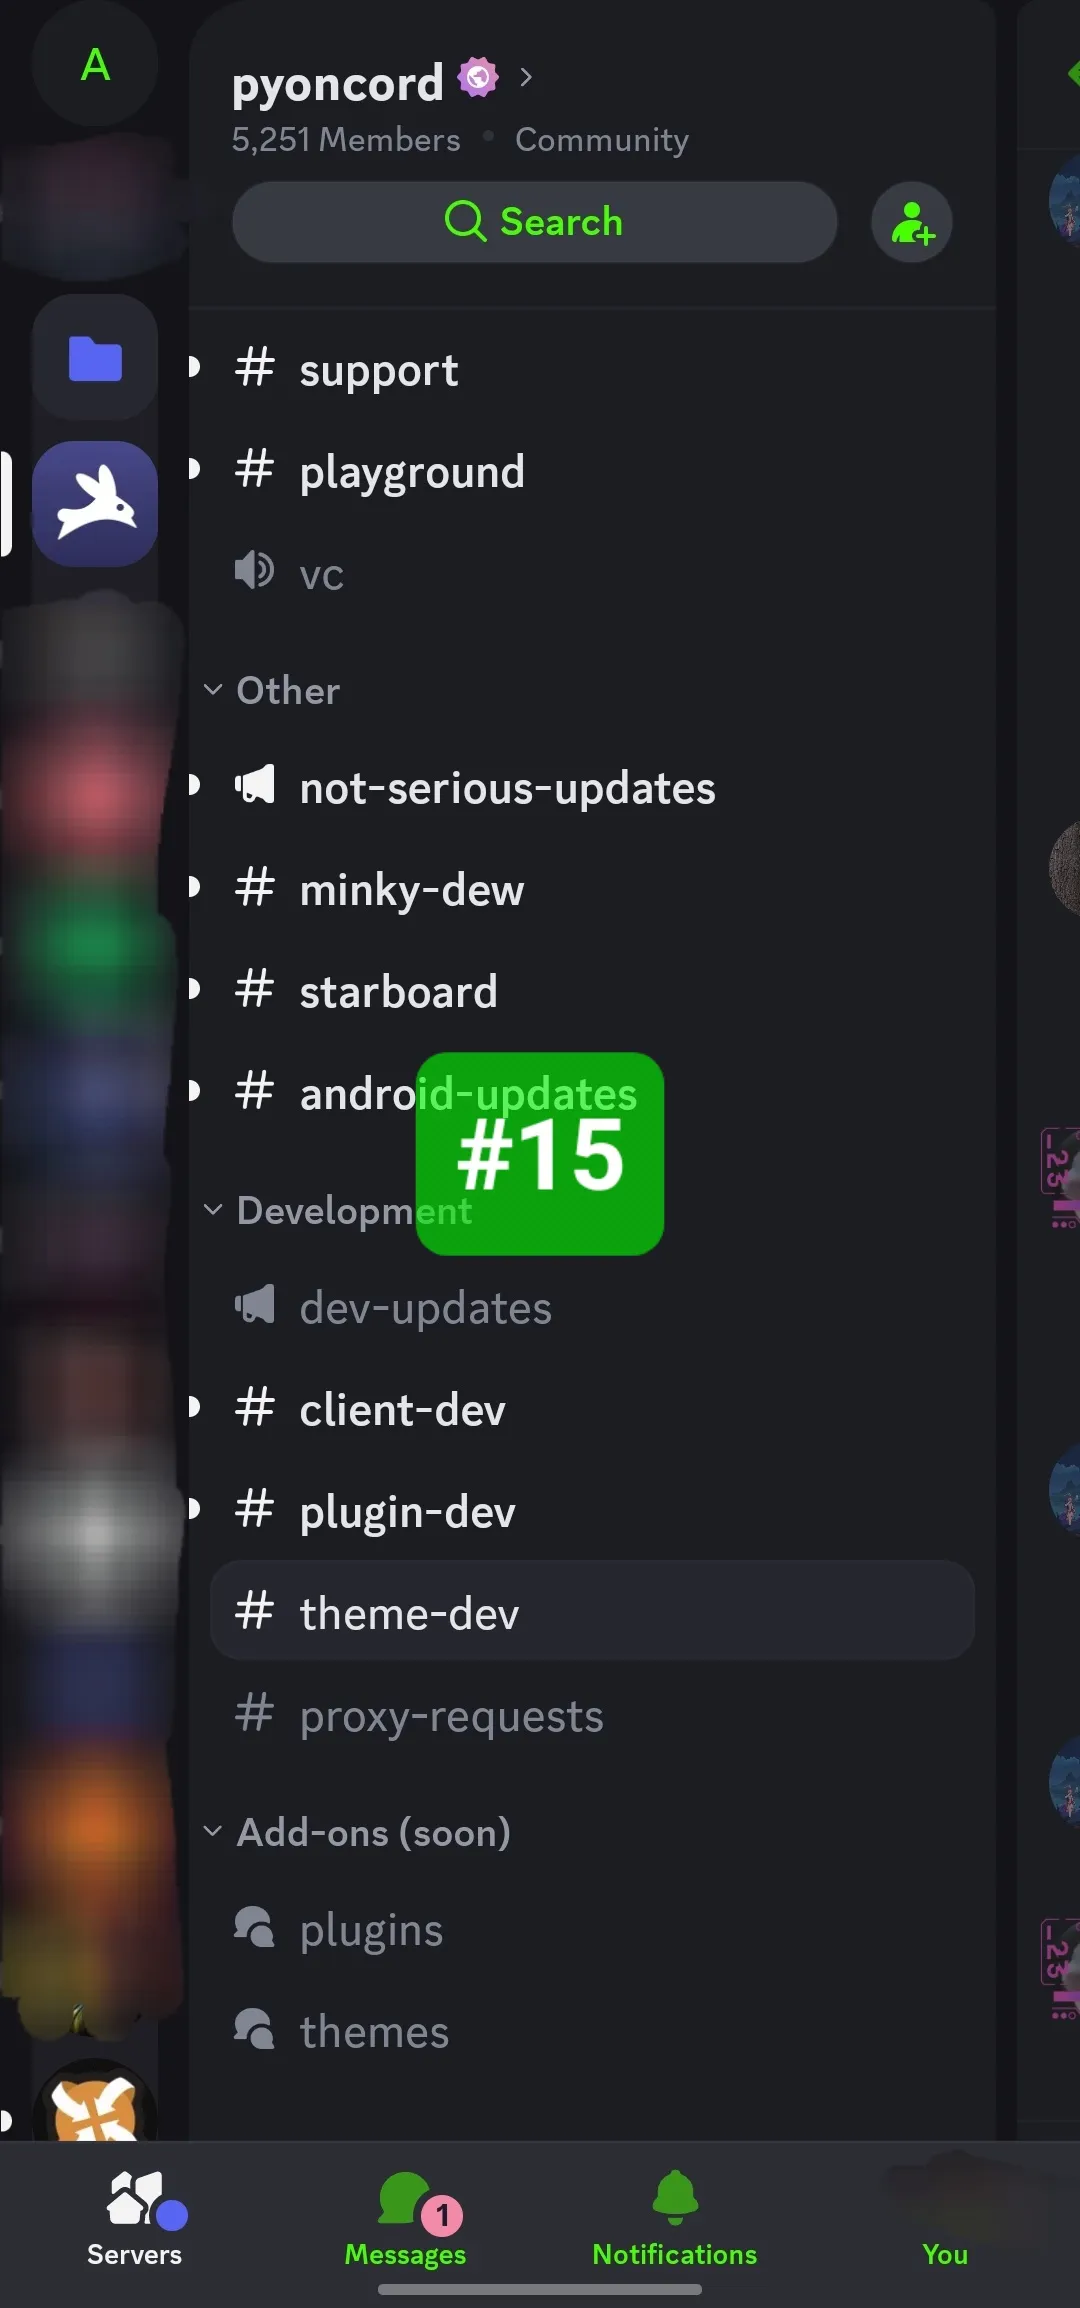 A
pyoncord
5,251 Members • Community
Search
support
playground
vc
Other
not-serious-updates
minky-dew
starboard
android-updates
#15
Development
dev-updates
client-dev
plugin-dev
theme-dev
proxy-requests
Add-ons (soon)
plugins
themes
1
Servers
Messages
Notifications
You